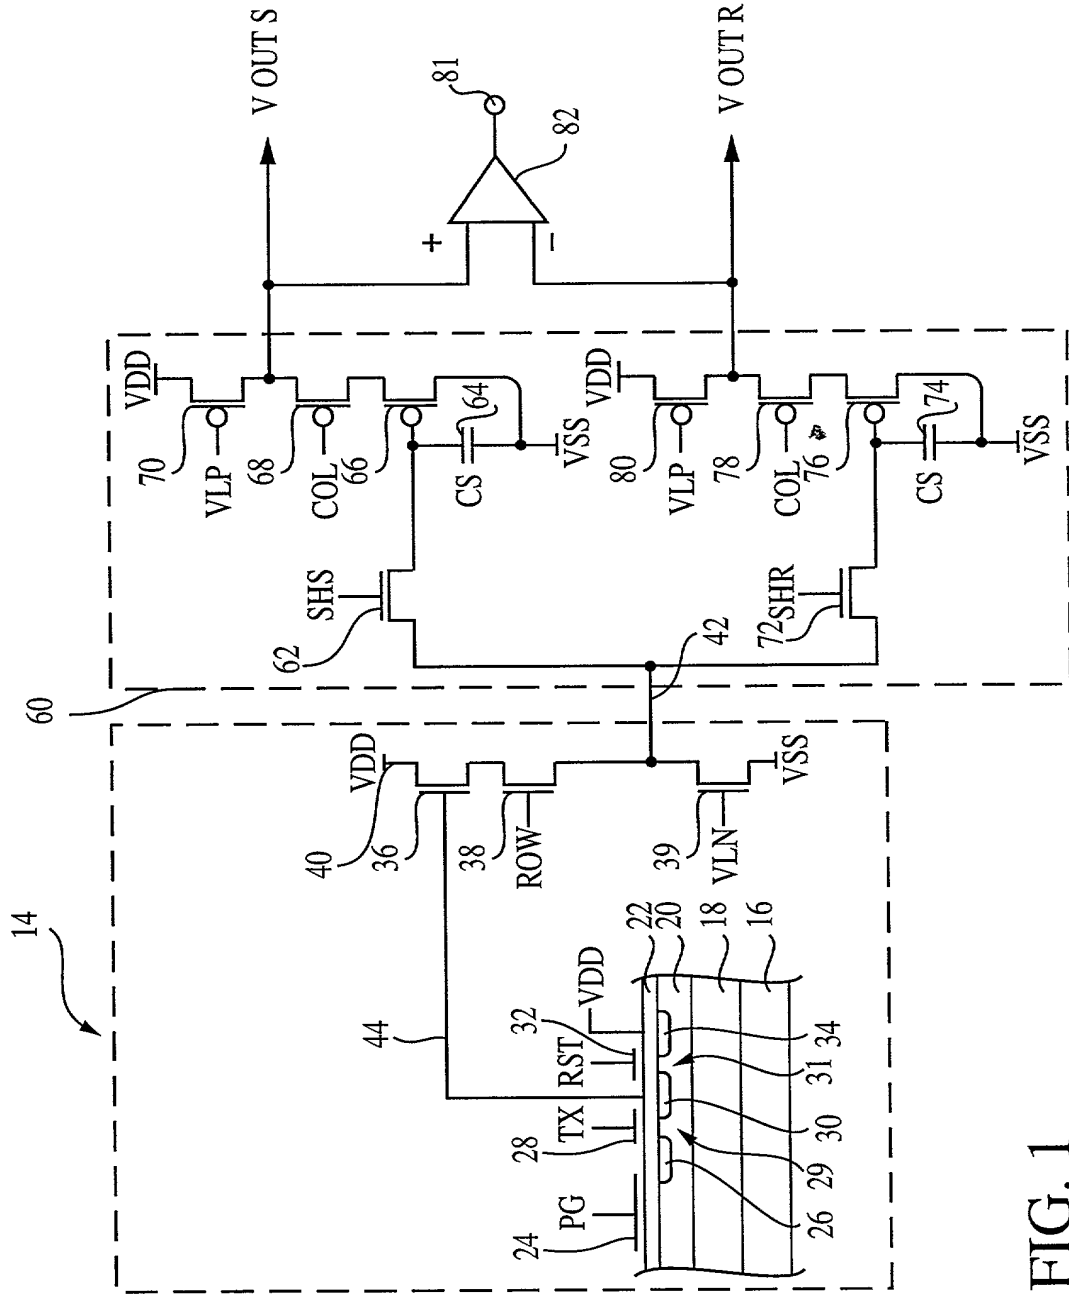 14
60
40
VDD
36
38
ROW
39
VLN
VSS
44
42
PG
24
TX
28
RST
32
VDD
22
20
18
16
26
29
30
31
34
SHS
62
SHR
72
VDD
70
VLP
68
COL
66
64
CS
VSS
VDD
80
VLP
78
COL
76
74
CS
VSS
V OUT S
+
-
81
82
V OUT R
FIG. 1